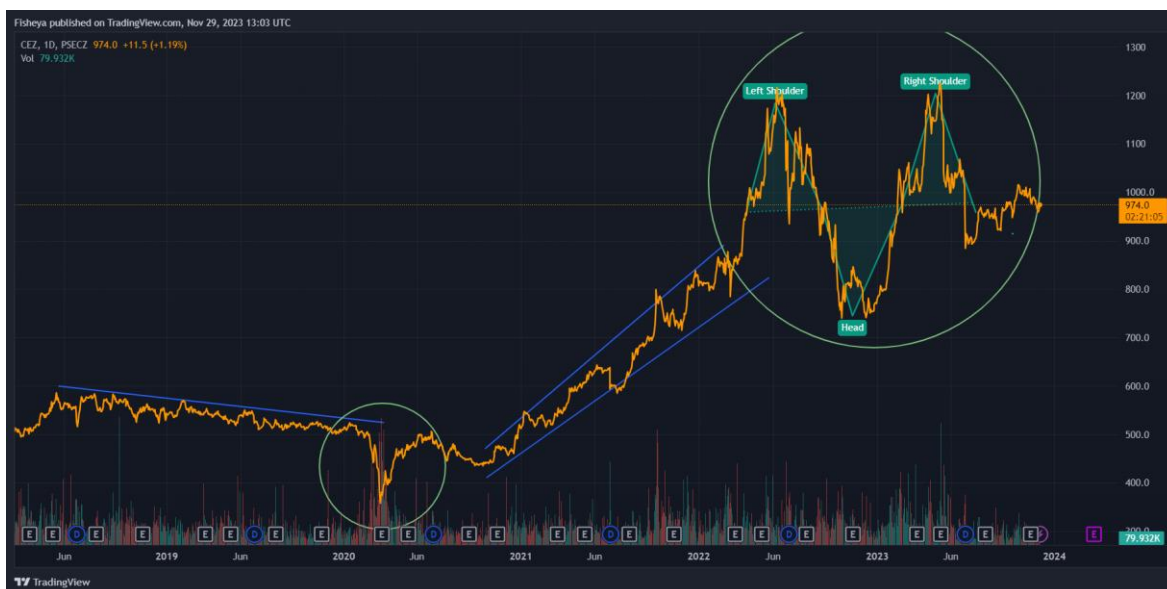 Fisheya published on TradingView.com, Nov 29, 2023 13:03 UTC
CEZ, 1D, PSECZ 974.0 +11.5 (+1.19%)
Vol 79.932K
1300
Left Shoulder
Right Shoulder
1200
1100
1000.0
974.0
02:21:05
900.0
800.0
Head
700.0
600.0
500.0
400.0
300.0
E E D E E E E D E E E E D E E E E D E E E E D E E E E D E E E
79.932K
Jun 2019 Jun 2020 Jun 2021 Jun 2022 Jun 2023 Jun 2024
TradingView